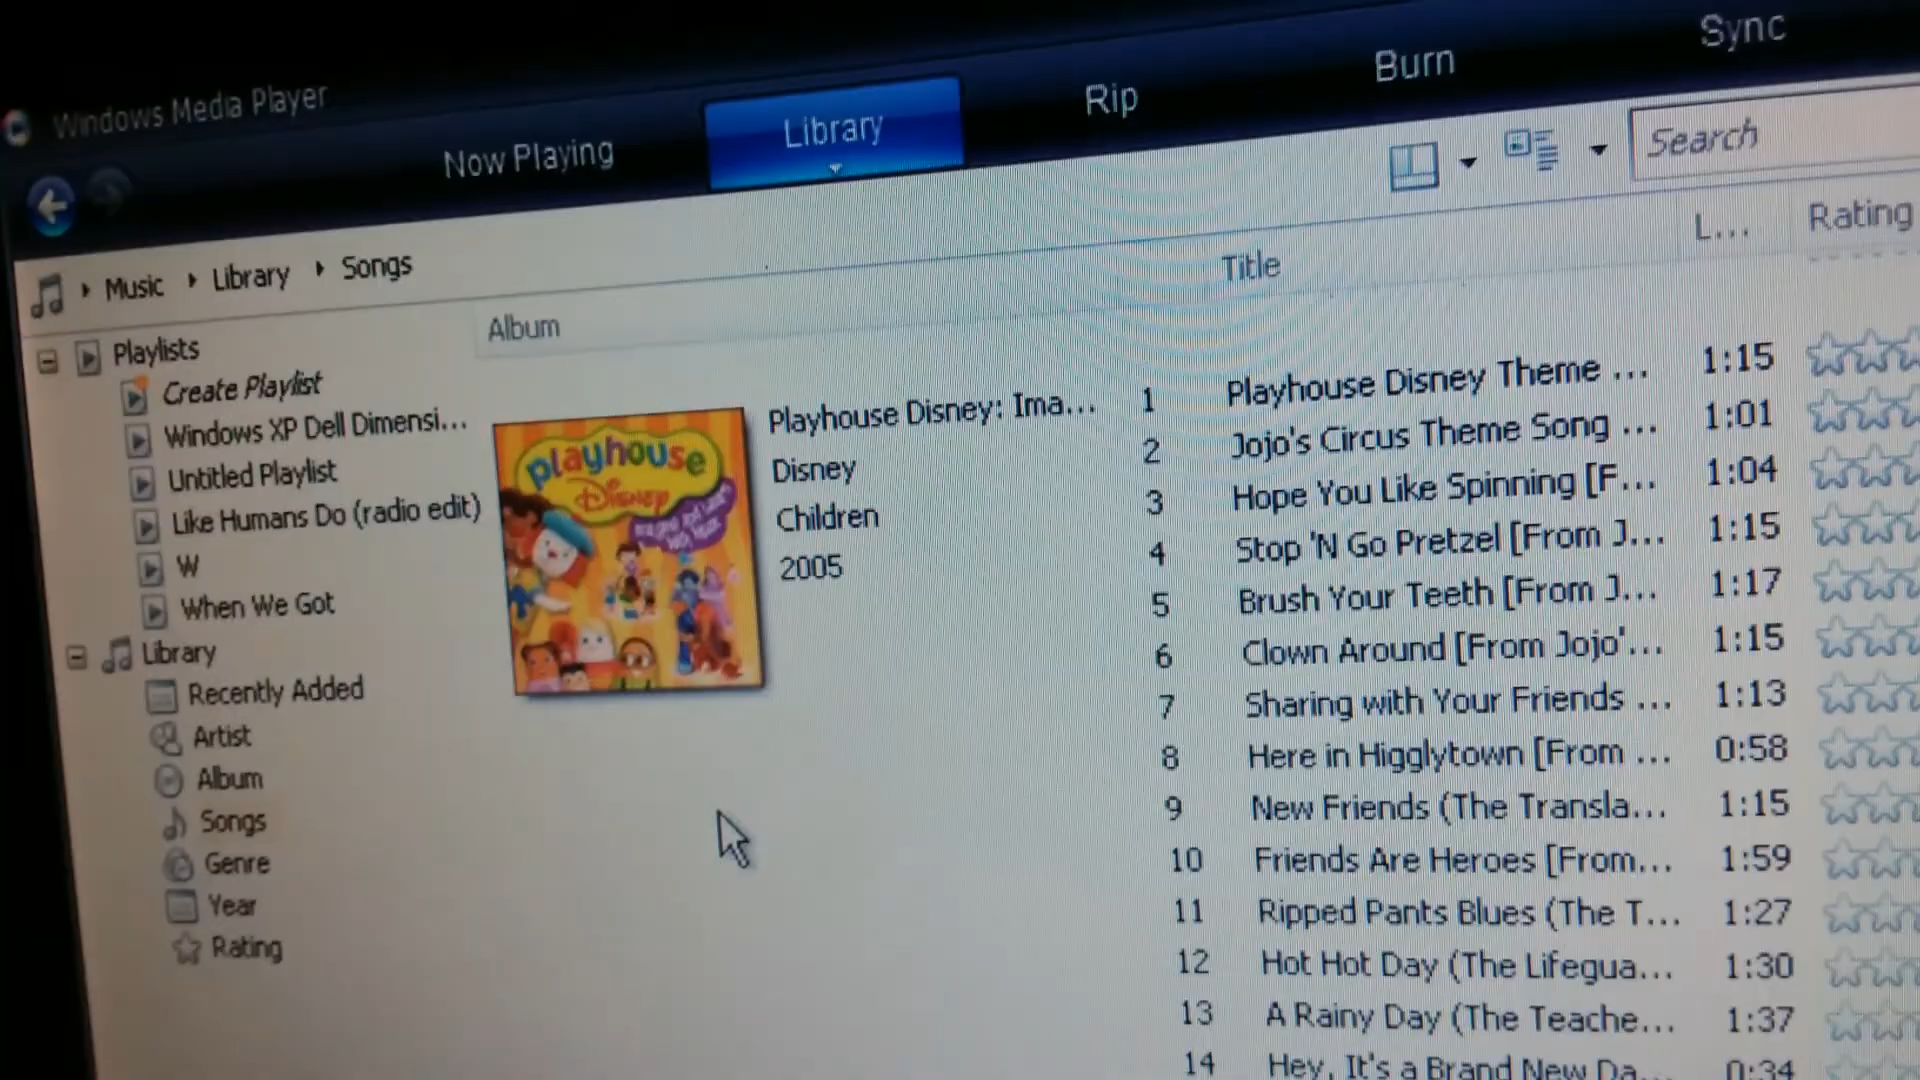 Windows Media Player
Now Playing
Library
Rip
Burn
Sync
Search
Music
Library
Songs
Album
Title
L...
Rating
Playlists
Create Playlist
Windows XP Dell Dimensi...
Untitled Playlist
Like Humans Do (radio edit)
W
When We Got
Library
Recently Added
Artist
Album
Songs
Genre
Year
Rating
playhouse
Disney
Playhouse Disney: Ima...
Disney
Children
2005
1 Playhouse Disney Theme ... 1:15
2 Jojo's Circus Theme Song ... 1:01
3 Hope You Like Spinning [F... 1:04
4 Stop 'N Go Pretzel [From J... 1:15
5 Brush Your Teeth [From J... 1:17
6 Clown Around [From Jojo'... 1:15
7 Sharing with Your Friends ... 1:13
8 Here in Higglytown [From ... 0:58
9 New Friends (The Transla... 1:15
10 Friends Are Heroes [From... 1:59
11 Ripped Pants Blues (The T... 1:27
12 Hot Hot Day (The Lifegua... 1:30
13 A Rainy Day (The Teache... 1:37
14 Hey, It's a Brand New Da... 0:34